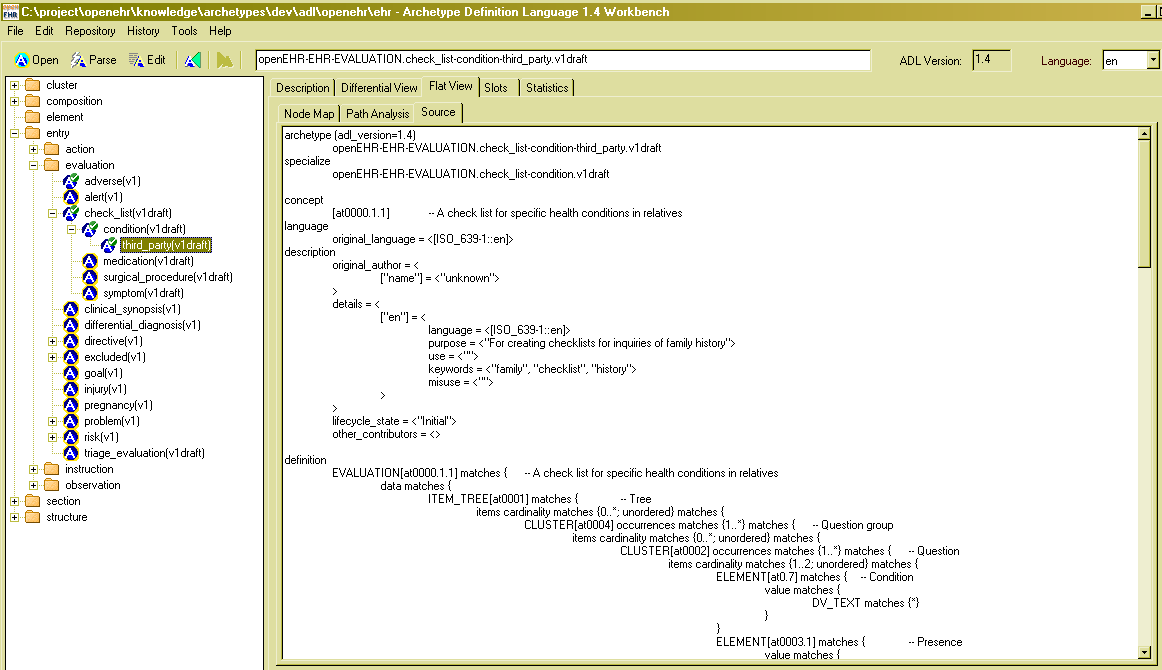 C:\project\openehr\knowledge\archetypes\dev\adl\openehr\ehr - Archetype Definition Language 1.4 Workbench
File Edit Repository History Tools Help
Open Parse Edit openEHR-EHR-EVALUATION.check_list-condition-third_party.v1draft ADL Version: 1.4 Language: en
cluster
composition
element
entry
action
evaluation
adverse(v1)
alert(v1)
check_list(v1draft)
condition(v1draft)
third_party(v1draft)
medication(v1draft)
surgical_procedure(v1draft)
symptom(v1draft)
clinical_synopsis(v1)
differential_diagnosis(v1)
directive(v1)
excluded(v1)
goal(v1)
injury(v1)
pregnancy(v1)
problem(v1)
risk(v1)
triage_evaluation(v1draft)
instruction
observation
section
structure
Description Differential View Flat View Slots Statistics
Node Map Path Analysis Source
archetype (adl_version=1.4)
openEHR-EHR-EVALUATION.check_list-condition-third_party.v1draft
specialize
openEHR-EHR-EVALUATION.check_list-condition.v1draft
concept
[at0000.1.1] -- A check list for specific health conditions in relatives
language
original_language = <[ISO_639-1::en]>
description
original_author = <
["name"] = <"unknown">
>
details = <
["en"] = <
language = <[ISO_639-1::en]>
purpose = <"For creating checklists for inquiries of family history">
use = <"">
keywords = <"family", "checklist", "history">
misuse = <"">
>
>
lifecycle_state = <"Initial">
other_contributors = <>
definition
EVALUATION[at0000.1.1] matches { -- A check list for specific health conditions in relatives
data matches {
ITEM_TREE[at0001] matches { -- Tree
items cardinality matches {0..*; unordered} matches {
CLUSTER[at0004] occurrences matches {1..*} matches { -- Question group
items cardinality matches {0..*; unordered} matches {
CLUSTER[at0002] occurrences matches {1..*} matches { -- Question
items cardinality matches {1..2; unordered} matches {
ELEMENT[at0.7] matches { -- Condition
value matches {
DV_TEXT matches {*}
}
}
ELEMENT[at0003.1] matches { -- Presence
value matches {